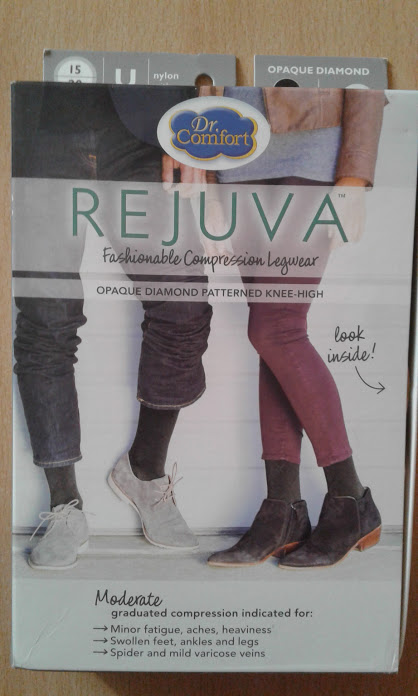 15
U
nylon
OPAQUE DIAMOND
Dr.
Comfort
REJUVA™
Fashionable Compression Legwear
OPAQUE DIAMOND PATTERNED KNEE-HIGH
look
inside!
Moderate
graduated compression indicated for:
→ Minor fatigue, aches, heaviness
→ Swollen feet, ankles and legs
→ Spider and mild varicose veins